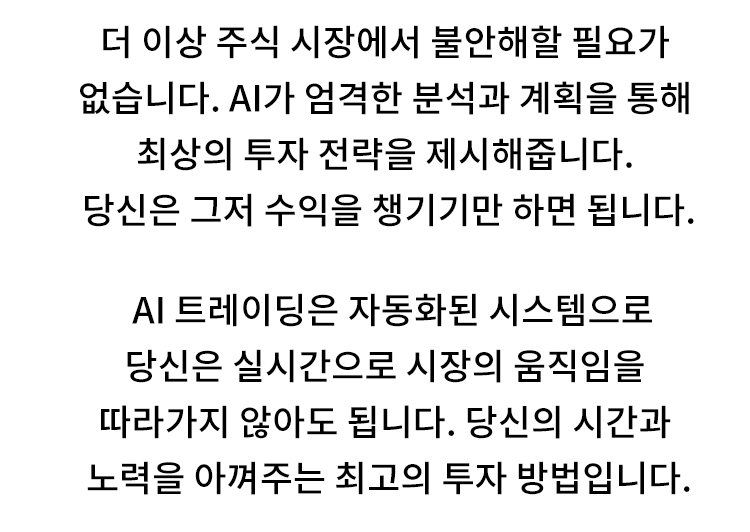 더 이상 주식 시장에서 불안해할 필요가
없습니다. AI가 엄격한 분석과 계획을 통해
최상의 투자 전략을 제시해줍니다.
당신은 그저 수익을 챙기기만 하면 됩니다.
AI 트레이딩은 자동화된 시스템으로
당신은 실시간으로 시장의 움직임을
따라가지 않아도 됩니다. 당신의 시간과
노력을 아껴주는 최고의 투자 방법입니다.